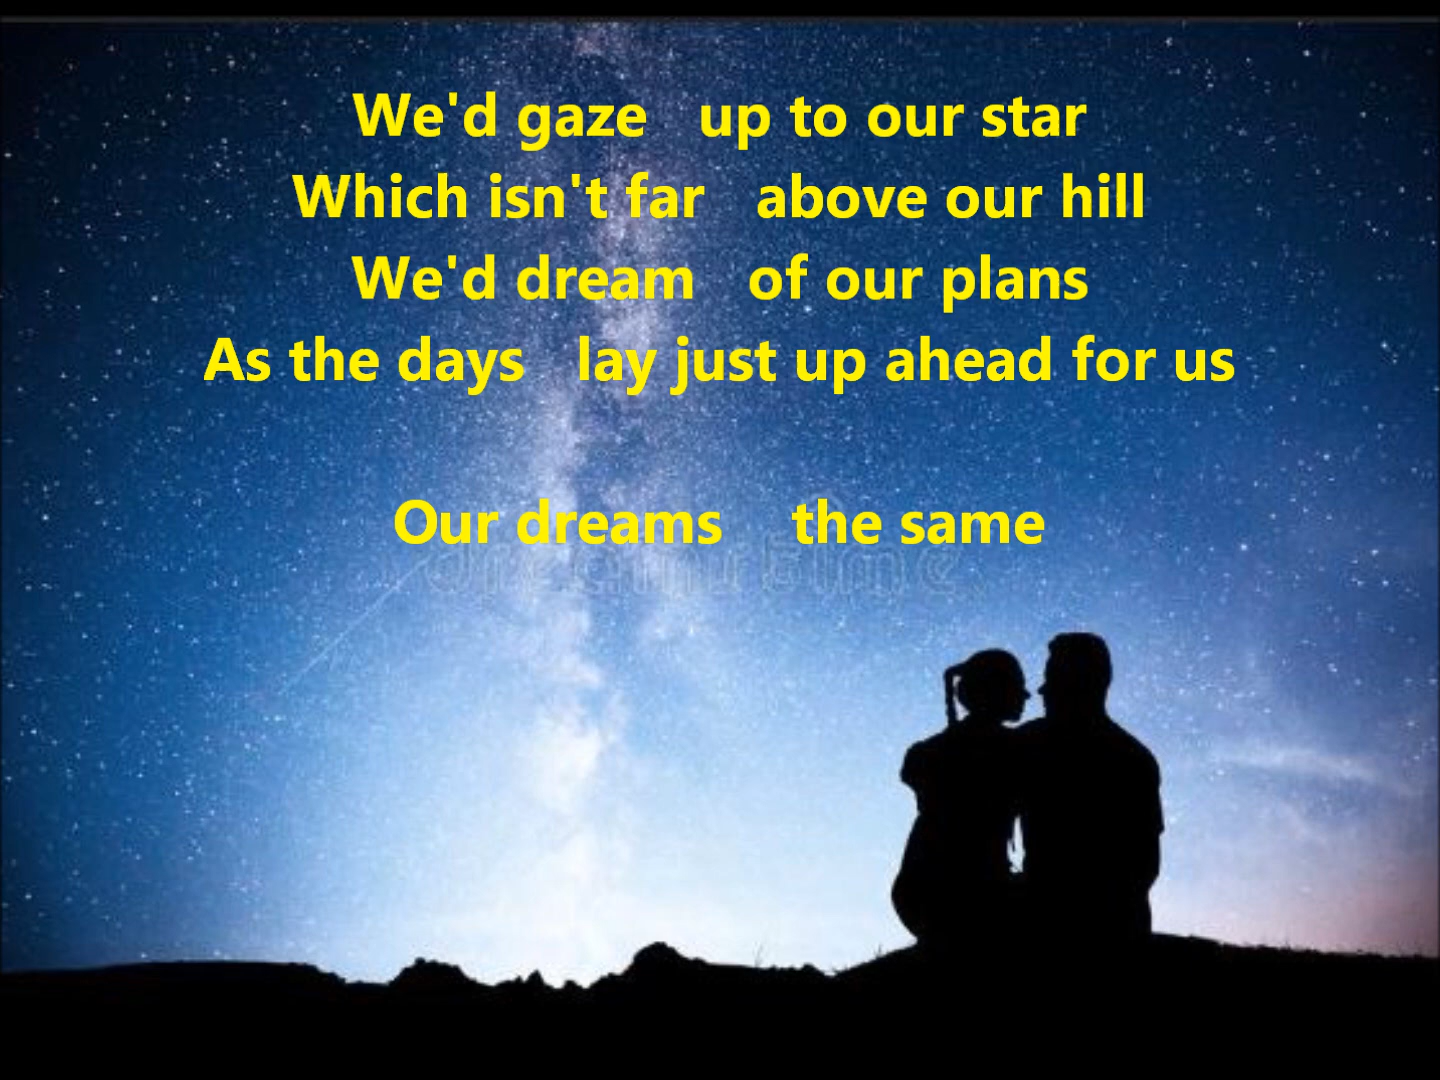 We'd gaze   up to our star
Which isn't far   above our hill
We'd dream   of our plans
As the days   lay just up ahead for us
Our dreams    the same
dreamstime